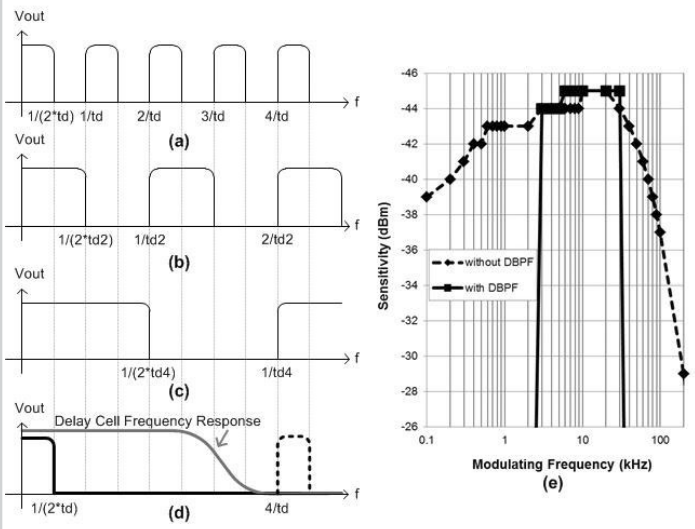 Vout
f
1/(2*td) 1/td 2/td 3/td 4/td
(a)
Vout
f
1/(2*td2) 1/td2 2/td2
(b)
Vout
f
1/(2*td4) 1/td4
(c)
Vout
Delay Cell Frequency Response
f
1/(2*td) 4/td
(d)
-46
-44
-42
-40
-38
-36
-34
-32
-30
-28
-26
Sensitivity (dBm)
without DBPF
with DBPF
0.1 1 10 100
Modulating Frequency (kHz)
(e)